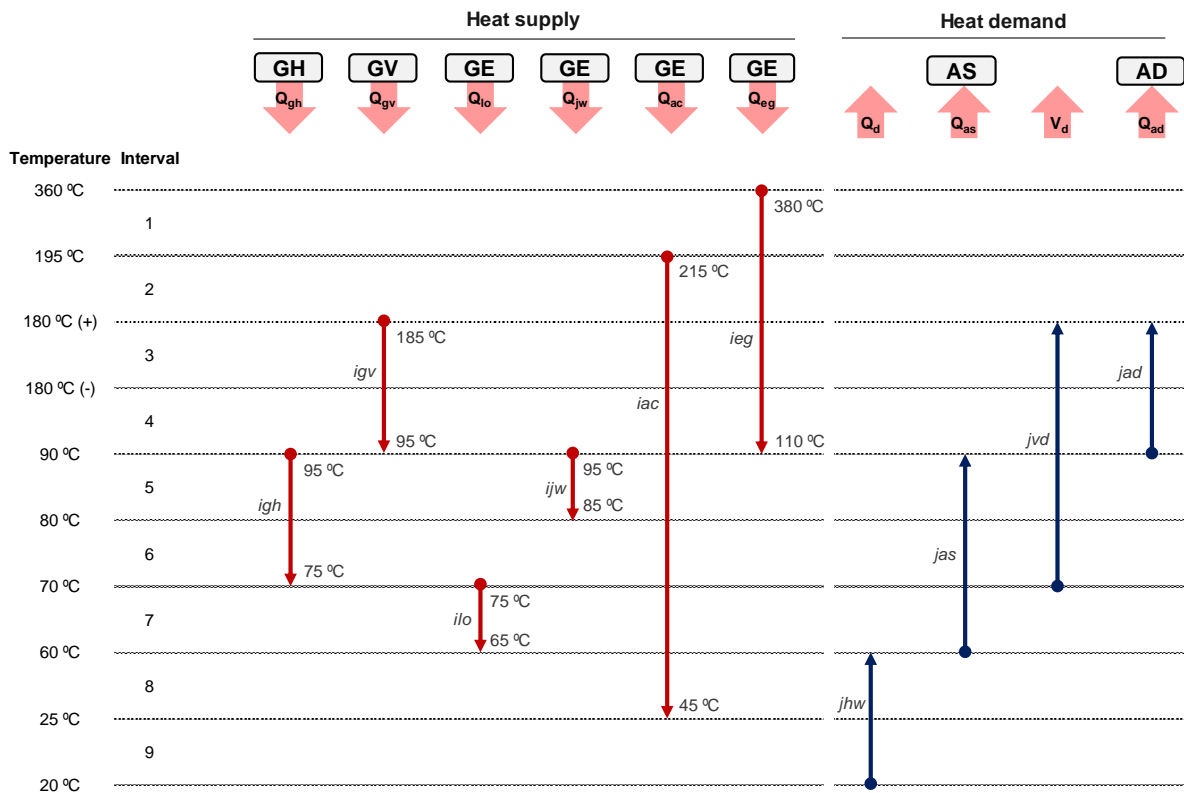 Heat supply Heat demand
GH GV GE GE GE GE AS AD
Qgh Qgv Qlo Qjw Qac Qeg Qd Qas Vd Qad
Temperature Interval
360 ºC
380 ºC
1
195 ºC
215 ºC
2
180 ºC (+)
185 ºC
ieg
3
igv jad
180 ºC (-)
iac
jvd
4
95 ºC 110 ºC
90 ºC
95 ºC 95 ºC
5
igh ijw
85 ºC
80 ºC
6 jas
75 ºC
70 ºC
75 ºC
7 ilo
65 ºC
60 ºC
8
45 ºC jhw
25 ºC
9
20 ºC